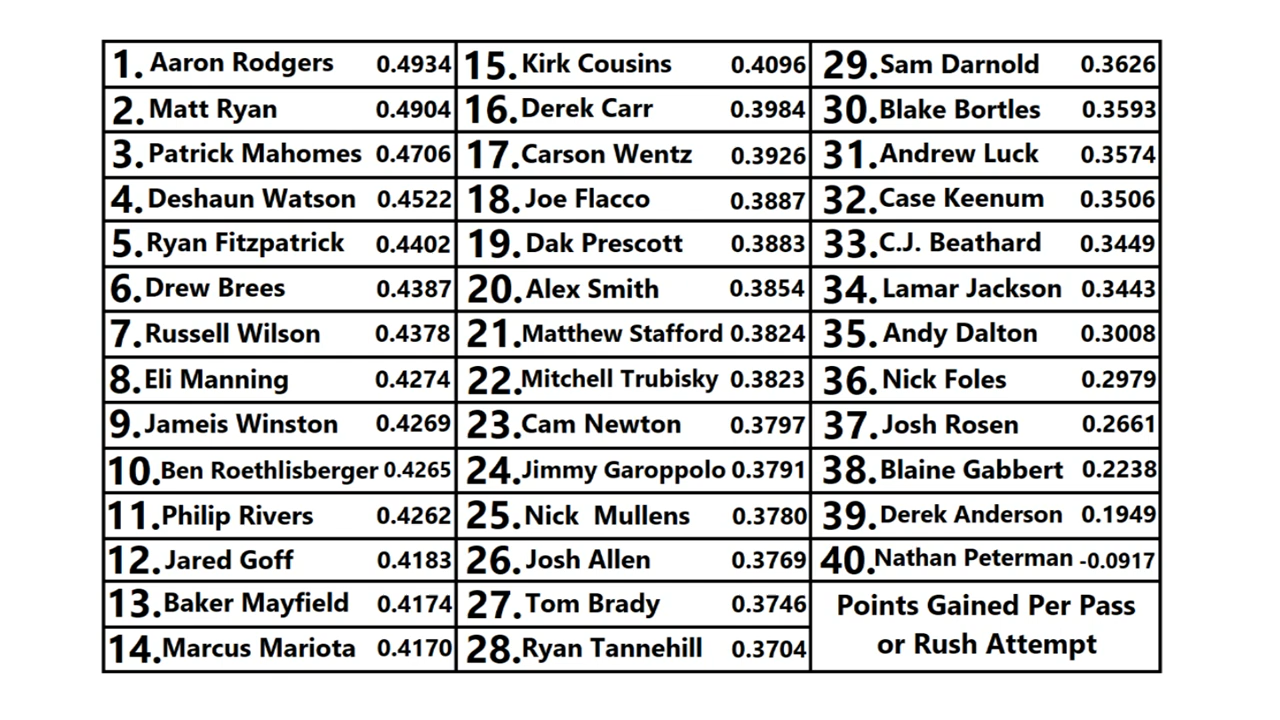 1. Aaron Rodgers 0.4934
2. Matt Ryan 0.4904
3. Patrick Mahomes 0.4706
4. Deshaun Watson 0.4522
5. Ryan Fitzpatrick 0.4402
6. Drew Brees 0.4387
7. Russell Wilson 0.4378
8. Eli Manning 0.4274
9. Jameis Winston 0.4269
10. Ben Roethlisberger 0.4265
11. Philip Rivers 0.4262
12. Jared Goff 0.4183
13. Baker Mayfield 0.4174
14. Marcus Mariota 0.4170
15. Kirk Cousins 0.4096
16. Derek Carr 0.3984
17. Carson Wentz 0.3926
18. Joe Flacco 0.3887
19. Dak Prescott 0.3883
20. Alex Smith 0.3854
21. Matthew Stafford 0.3824
22. Mitchell Trubisky 0.3823
23. Cam Newton 0.3797
24. Jimmy Garoppolo 0.3791
25. Nick Mullens 0.3780
26. Josh Allen 0.3769
27. Tom Brady 0.3746
28. Ryan Tannehill 0.3704
29. Sam Darnold 0.3626
30. Blake Bortles 0.3593
31. Andrew Luck 0.3574
32. Case Keenum 0.3506
33. C.J. Beathard 0.3449
34. Lamar Jackson 0.3443
35. Andy Dalton 0.3008
36. Nick Foles 0.2979
37. Josh Rosen 0.2661
38. Blaine Gabbert 0.2238
39. Derek Anderson 0.1949
40. Nathan Peterman -0.0917
Points Gained Per Pass
or Rush Attempt